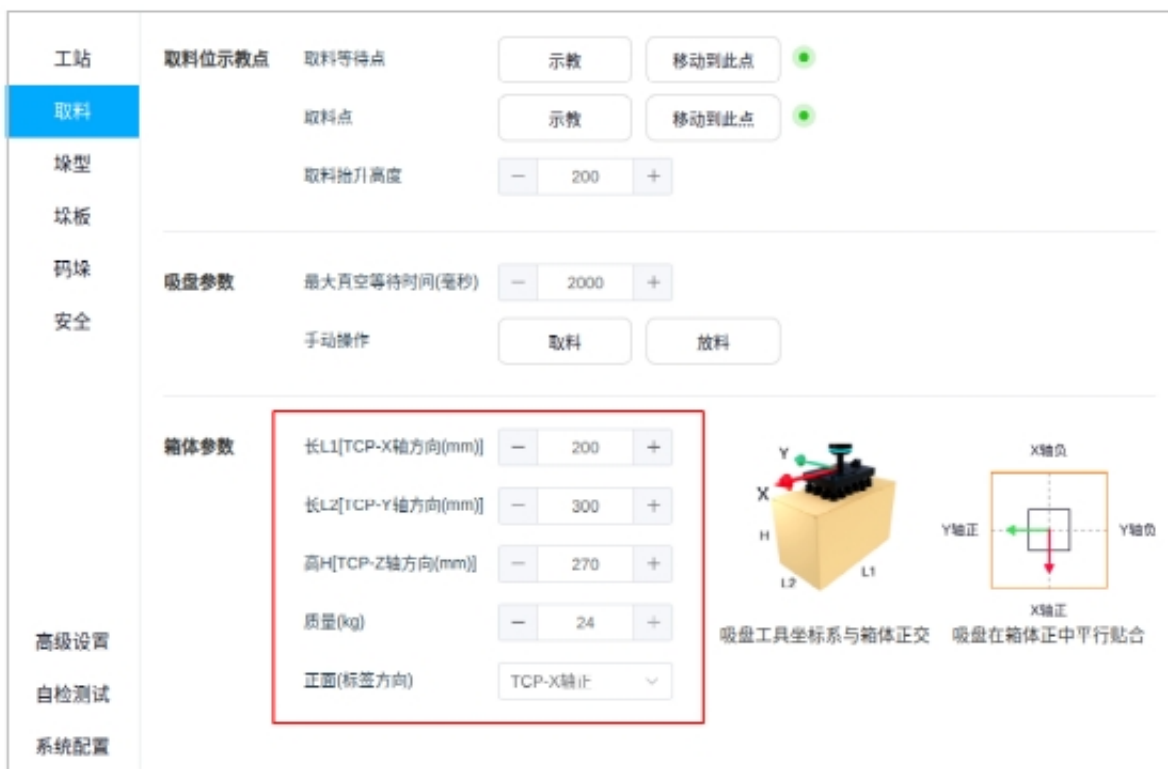 工站
取料
垛型
垛板
码垛
安全
高级设置
自检测试
系统配置
取料位示教点 取料等待点 示教 移动到此点
取料点 示教 移动到此点
取料抬升高度 — 200 +
吸盘参数 最大真空等待时间(毫秒) — 2000 +
手动操作 取料 放料
箱体参数 长L1[TCP-X轴方向(mm)] — 200 +
长L2[TCP-Y轴方向(mm)] — 300 +
高H[TCP-Z轴方向(mm)] — 270 +
质量(kg) — 24 +
正面(标签方向) TCP-X轴正
Y
X
H
L2
L1
吸盘工具坐标系与箱体正交
X轴负
Y轴正 Y轴负
X轴正
吸盘在箱体正中平行贴合